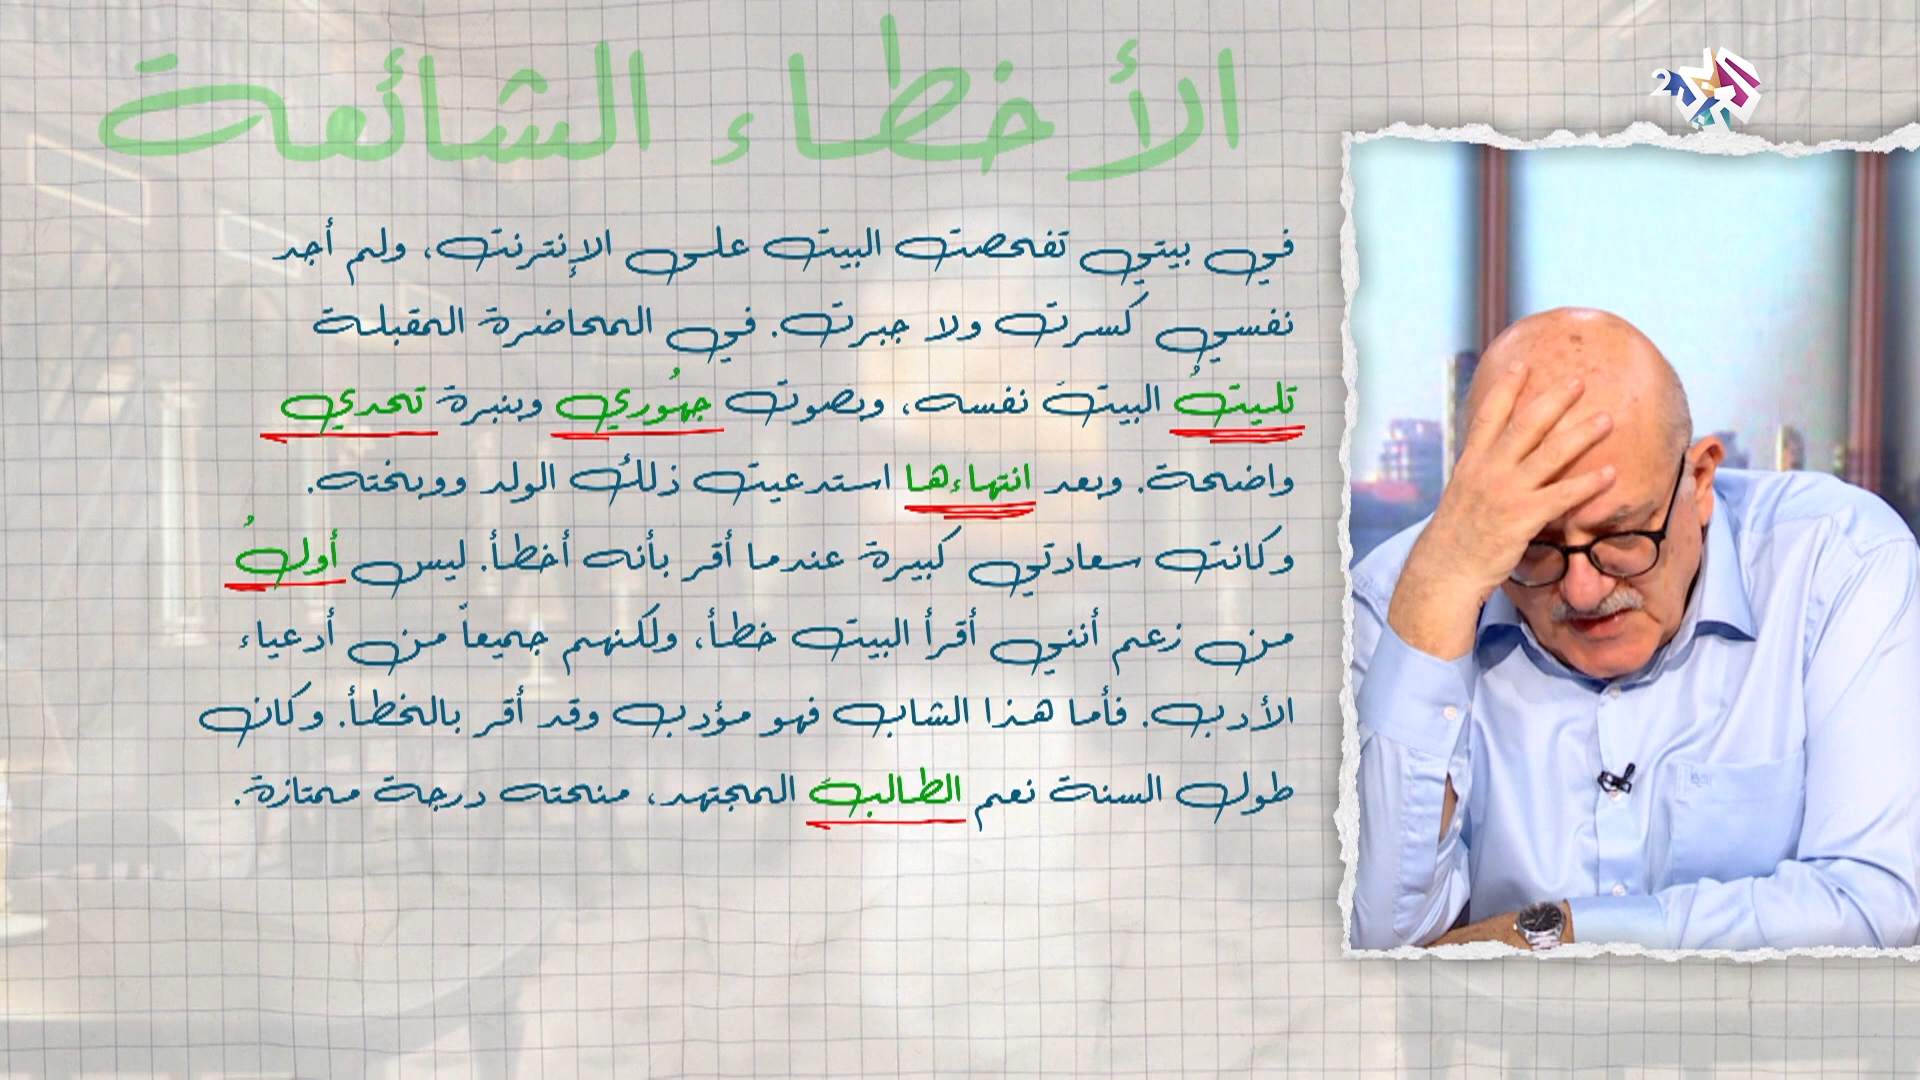 الأخطاء الشائعة
في بيتي تفحصت البيت على الإنترنت، ولم أجد
نفسي كسرت ولا جبرت. في المحاضرة المقبلة
تليتُ البيتَ نفسه، وبصوت جهُوري وبنبرة تحدي
واضحة. وبعد انتهاءها استدعيت ذلك الولد ووبخته.
وكانت سعادتي كبيرة عندما أقر بأنه أخطأ. ليس أولُ
من زعم أنني أقرأ البيت خطأ، ولكنهم جميعاً من أدعياء
الأدب. فأما هذا الشاب فهو مؤدب وقد أقر بالخطأ. وكان
طول السنة نعم الطالبَ المجتهد، منحته درجة ممتازة.
العربي 2